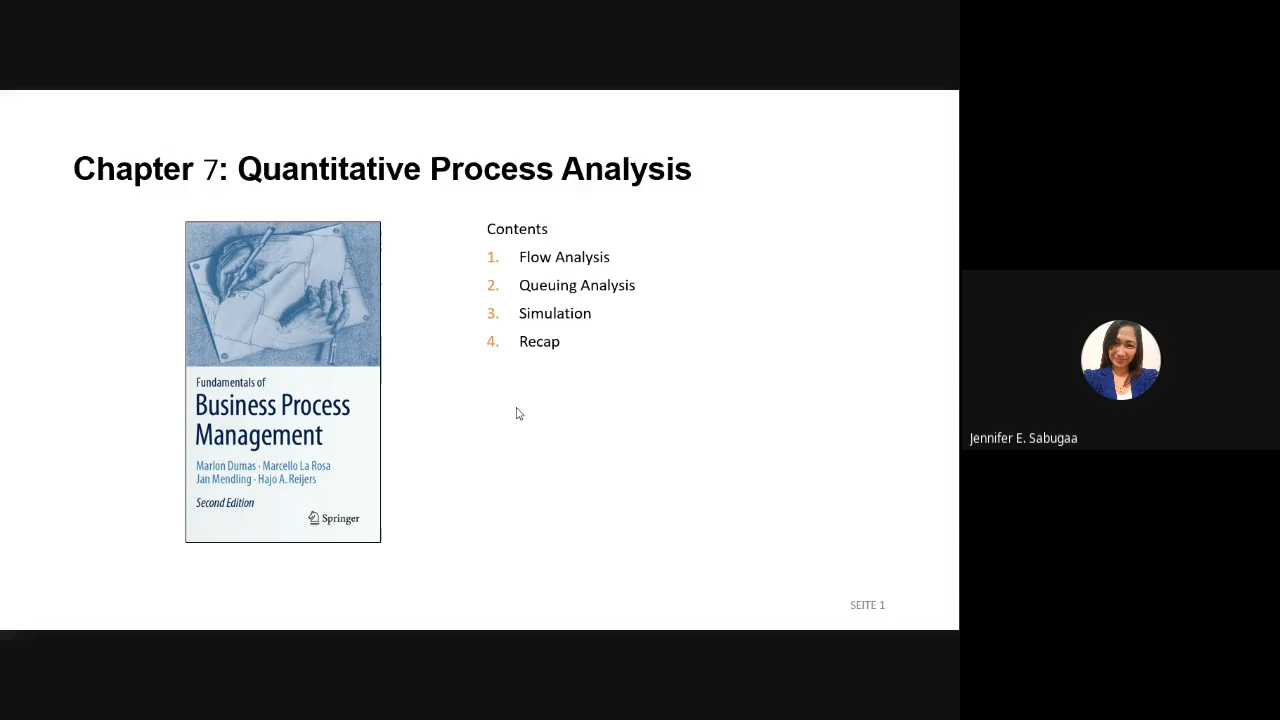 Chapter 7: Quantitative Process Analysis
Contents
1. Flow Analysis
2. Queuing Analysis
3. Simulation
4. Recap
Fundamentals of
Business Process
Management
Marlon Dumas · Marcello La Rosa
Jan Mendling · Hajo A. Reijers
Second Edition
Springer
SEITE 1
Jennifer E. Sabugaa